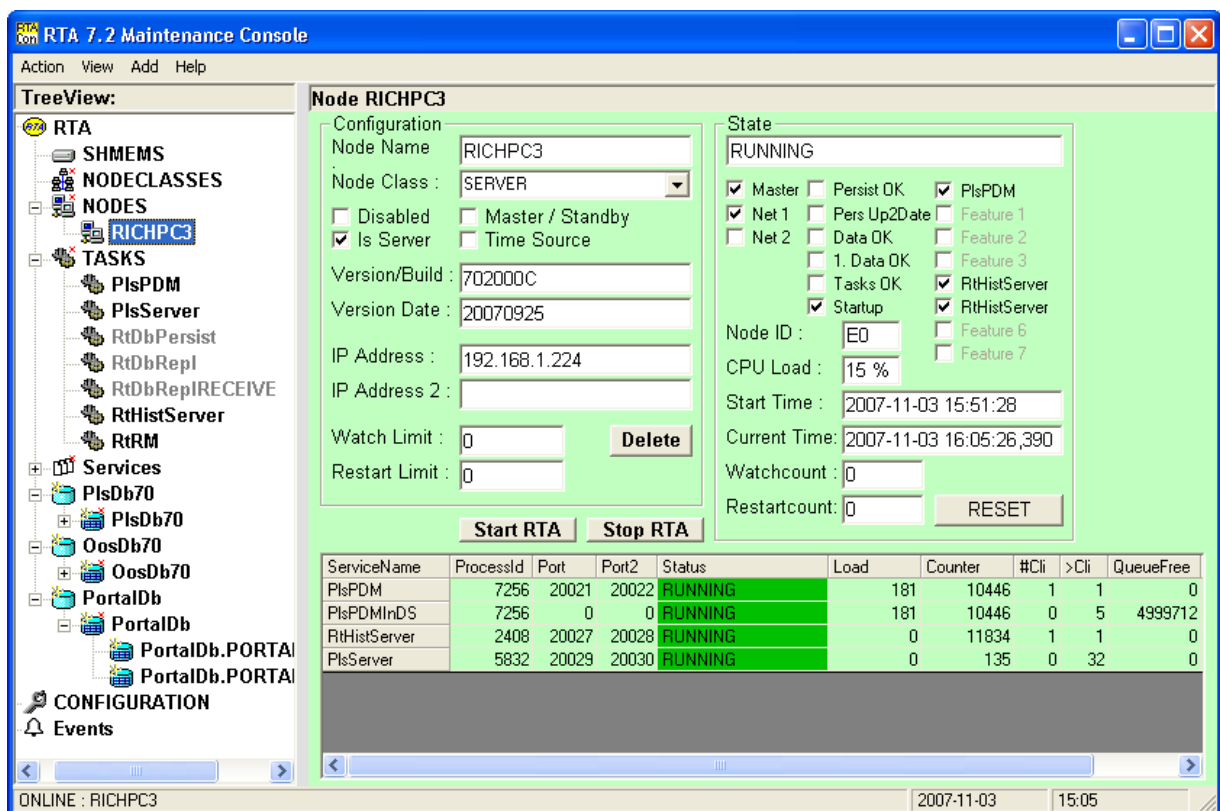 RTA Con RTA 7.2 Maintenance Console
Action View Add Help
TreeView:
RTA RTA
SHMEMS
NODECLASSES
NODES
RICHPC3
TASKS
PlsPDM
PlsServer
RtDbPersist
RtDbRepl
RtDbReplRECEIVE
RtHistServer
RtRM
Services
PlsDb70
PlsDb70
OosDb70
OosDb70
PortalDb
PortalDb
PortalDb.PORTAI
PortalDb.PORTAI
CONFIGURATION
Events
Node RICHPC3
Configuration
Node Name : RICHPC3
Node Class : SERVER
Disabled Master / Standby
Is Server Time Source
Version/Build : 702000C
Version Date : 20070925
IP Address : 192.168.1.224
IP Address 2 :
Watch Limit : 0 Delete
Restart Limit : 0
Start RTA Stop RTA
State
RUNNING
Master Persist OK PlsPDM
Net 1 Pers Up2Date Feature 1
Net 2 Data OK Feature 2
1. Data OK Feature 3
Tasks OK RtHistServer
Startup RtHistServer
Node ID : E0 Feature 6
Feature 7
CPU Load : 15 %
Start Time : 2007-11-03 15:51:28
Current Time: 2007-11-03 16:05:26,390
Watchcount : 0
Restartcount: 0 RESET
ServiceName ProcessId Port Port2 Status Load Counter #Cli >Cli QueueFree
PlsPDM 7256 20021 20022 RUNNING 181 10446 1 1 0
PlsPDMInDS 7256 0 0 RUNNING 181 10446 0 5 4999712
RtHistServer 2408 20027 20028 RUNNING 0 11834 1 1 0
PlsServer 5832 20029 20030 RUNNING 0 135 0 32 0
ONLINE : RICHPC3 2007-11-03 15:05